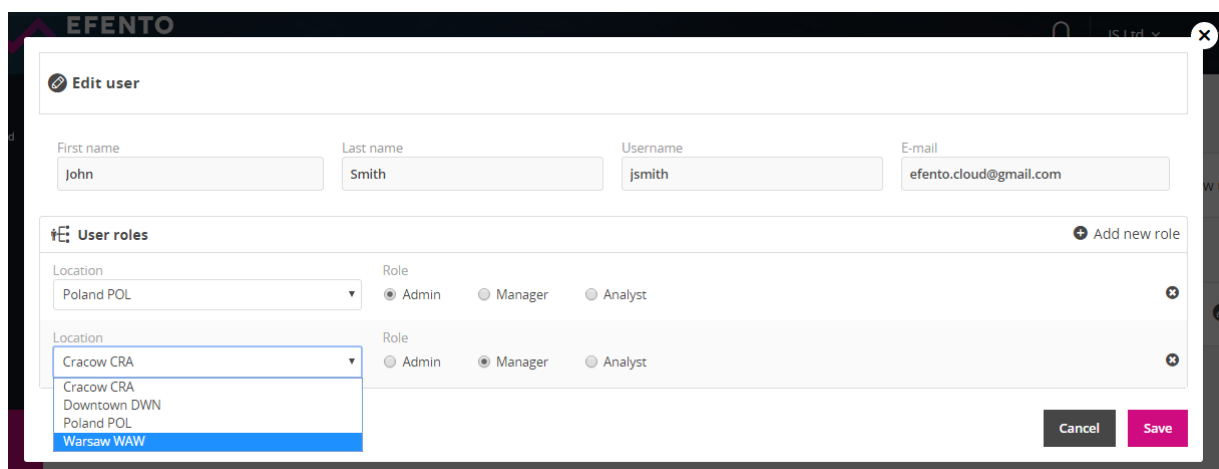 EFENTO
JS Ltd
Edit user
First name
Last name
Username
E-mail
John
Smith
jsmith
efento.cloud@gmail.com
User roles
Add new role
Location
Role
Poland POL
Admin
Manager
Analyst
Location
Role
Cracow CRA
Admin
Manager
Analyst
Cracow CRA
Downtown DWN
Poland POL
Warsaw WAW
Cancel
Save